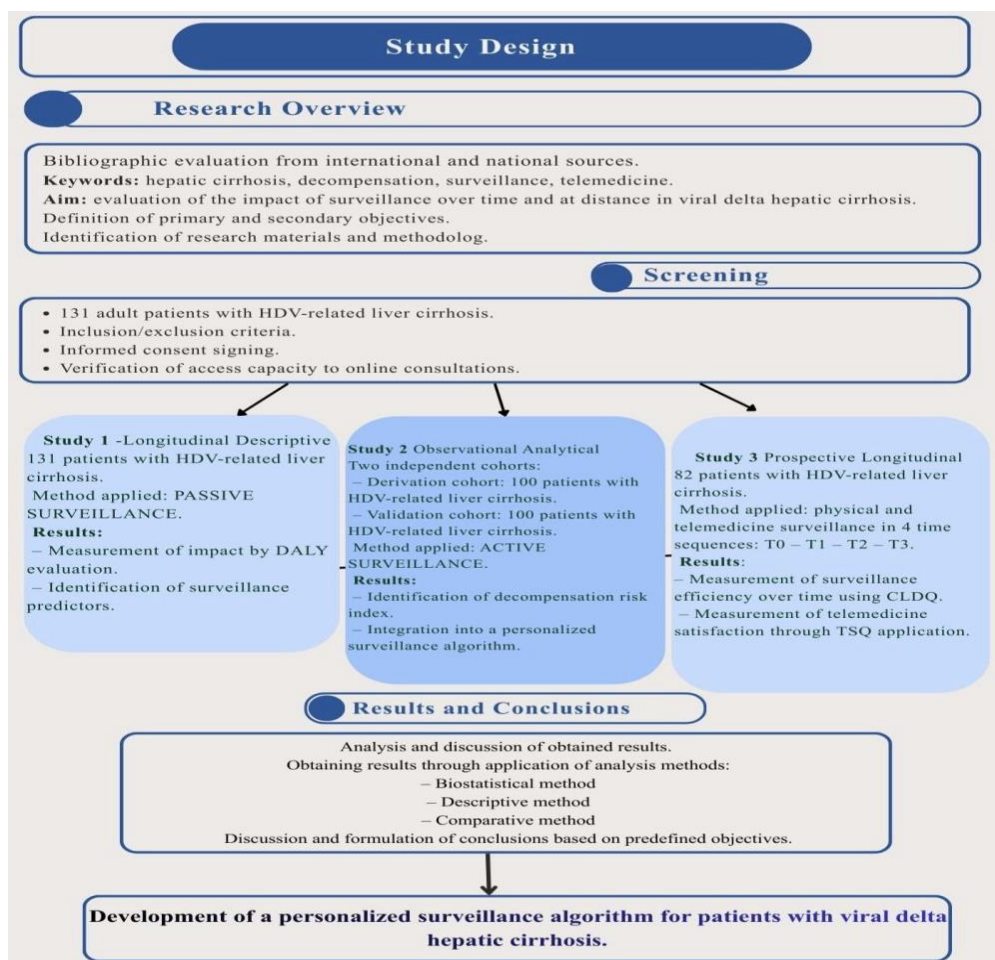 Study Design
Research Overview
Bibliographic evaluation from international and national sources.
Keywords: hepatic cirrhosis, decompensation, surveillance, telemedicine.
Aim: evaluation of the impact of surveillance over time and at distance in viral delta hepatic cirrhosis.
Definition of primary and secondary objectives.
Identification of research materials and methodolog.
Screening
• 131 adult patients with HDV-related liver cirrhosis.
• Inclusion/exclusion criteria.
• Informed consent signing.
• Verification of access capacity to online consultations.
Study 1 -Longitudinal Descriptive
131 patients with HDV-related liver
cirrhosis.
Method applied: PASSIVE
SURVEILLANCE.
Results:
– Measurement of impact by DALY
evaluation.
– Identification of surveillance
predictors.
Study 2 Observational Analytical
Two independent cohorts:
– Derivation cohort: 100 patients with
HDV-related liver cirrhosis.
– Validation cohort: 100 patients with
HDV-related liver cirrhosis.
Method applied: ACTIVE
SURVEILLANCE.
Results:
– Identification of decompensation risk
index.
– Integration into a personalized
surveillance algorithm.
Study 3 Prospective Longitudinal
82 patients with HDV-related liver
cirrhosis.
Method applied: physical and
telemedicine surveillance in 4 time
sequences: T0 – T1 – T2 – T3.
Results:
– Measurement of surveillance
efficiency over time using CLDQ.
– Measurement of telemedicine
satisfaction through TSQ application.
Results and Conclusions
Analysis and discussion of obtained results.
Obtaining results through application of analysis methods:
– Biostatistical method
– Descriptive method
– Comparative method
Discussion and formulation of conclusions based on predefined objectives.
Development of a personalized surveillance algorithm for patients with viral delta
hepatic cirrhosis.